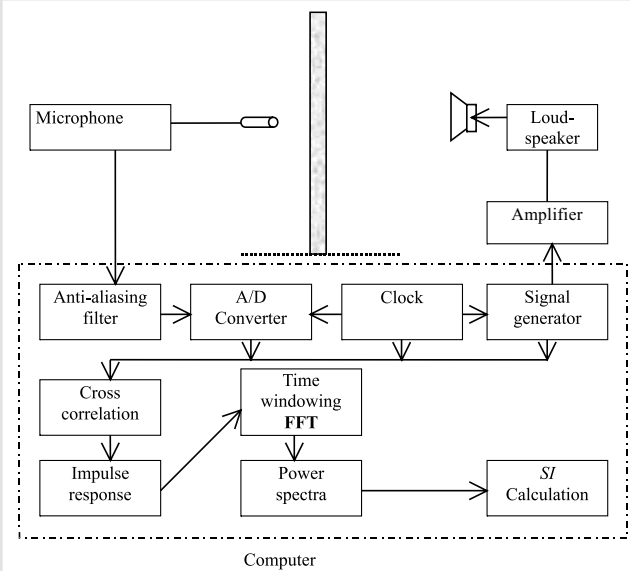 Microphone
Loud-
speaker
Amplifier
Anti-aliasing
filter
A/D
Converter
Clock
Signal
generator
Cross
correlation
Time
windowing
FFT
Impulse
response
Power
spectra
SI
Calculation
Computer